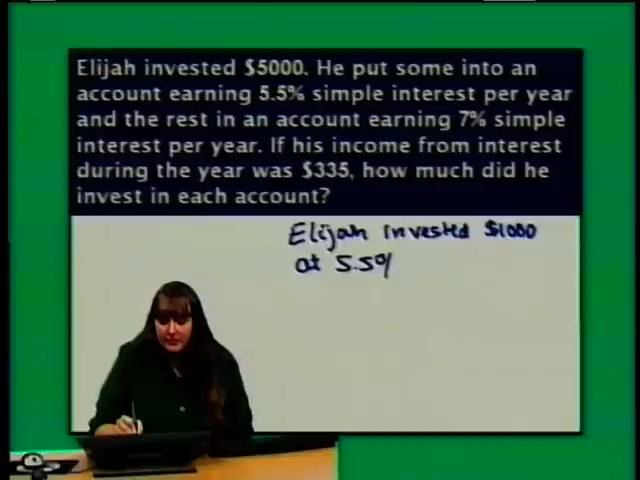 Elijah invested $5000. He put some into an
account earning 5.5% simple interest per year
and the rest in an account earning 7% simple
interest per year. If his income from interest
during the year was $335, how much did he
invest in each account?
Elijah invested $1000
at 5.5%